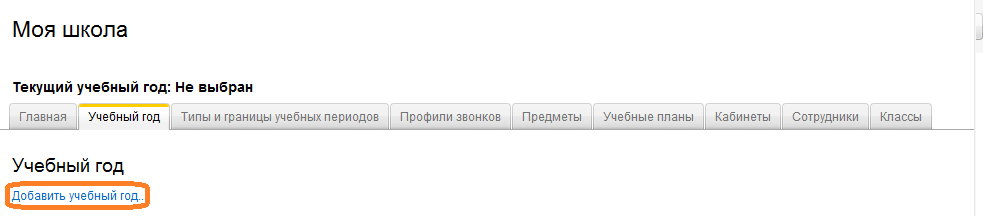 Моя школа
Текущий учебный год: Не выбран
Главная Учебный год Типы и границы учебных периодов Профили звонков Предметы Учебные планы Кабинеты Сотрудники Классы
Учебный год
Добавить учебный год..